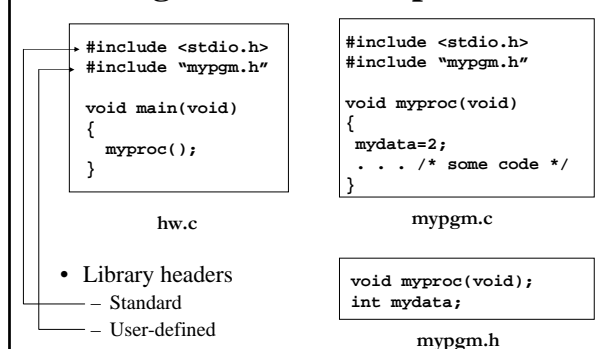 #include <stdio.h>
#include “mypgm.h”
void main(void)
{
myproc();
}
hw.c
#include <stdio.h>
#include “mypgm.h”
void myproc(void)
{
mydata=2;
. . . /* some code */
}
mypgm.c
• Library headers
– Standard
– User-defined
void myproc(void);
int mydata;
mypgm.h